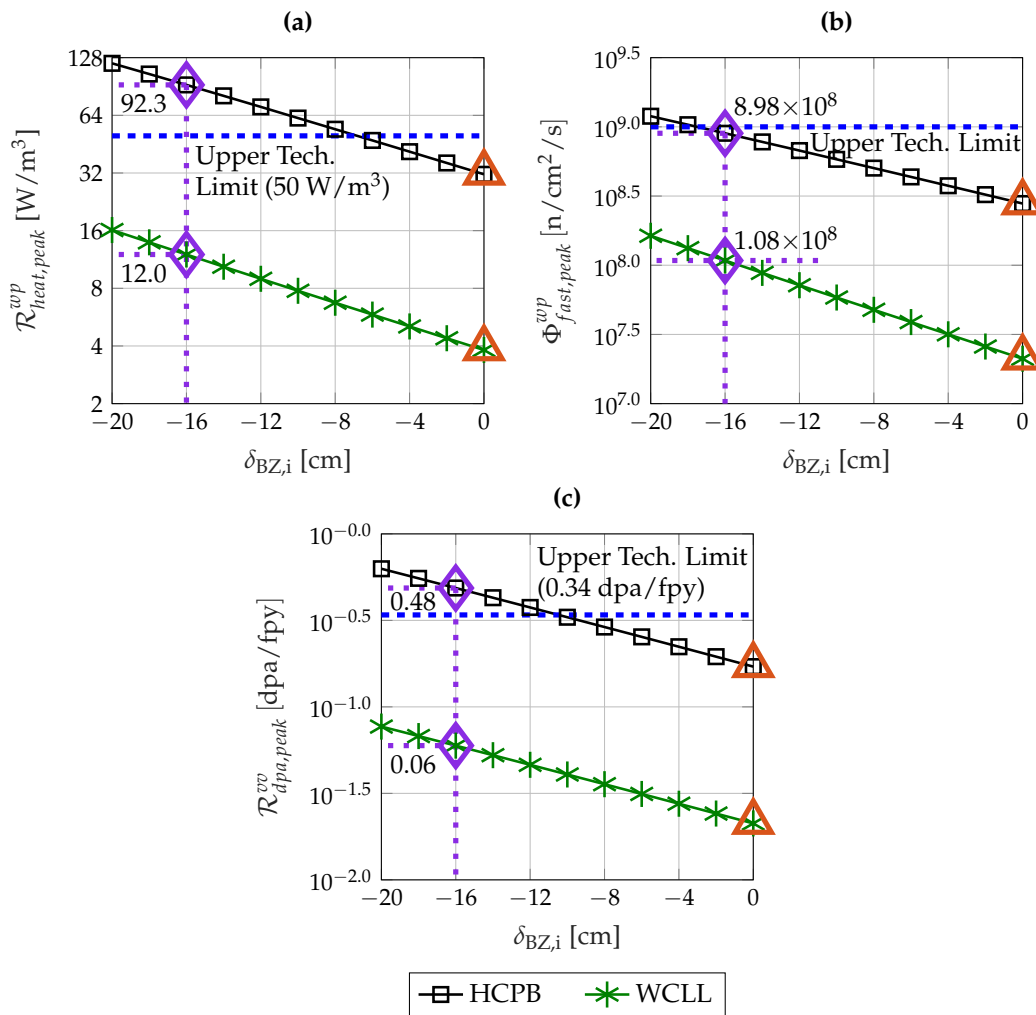 (a)
128
64
32
16
8
4
2
−20
−16
−12
−8
−4
0
δBZ,i [cm]
𝓡^wp_heat,peak [W/m³]
92.3
12.0
Upper Tech.
Limit (50 W/m³)
(b)
10^9.5
10^9.0
10^8.5
10^8.0
10^7.5
10^7.0
−20
−16
−12
−8
−4
0
δBZ,i [cm]
Φ^wp_fast,peak [n/cm²/s]
8.98×10⁸
Upper Tech. Limit
1.08×10⁸
(c)
10^−0.0
10^−0.5
10^−1.0
10^−1.5
10^−2.0
−20
−16
−12
−8
−4
0
δBZ,i [cm]
𝓡^vv_dpa,peak [dpa/fpy]
Upper Tech. Limit
(0.34 dpa/fpy)
0.48
0.06
HCPB
WCLL